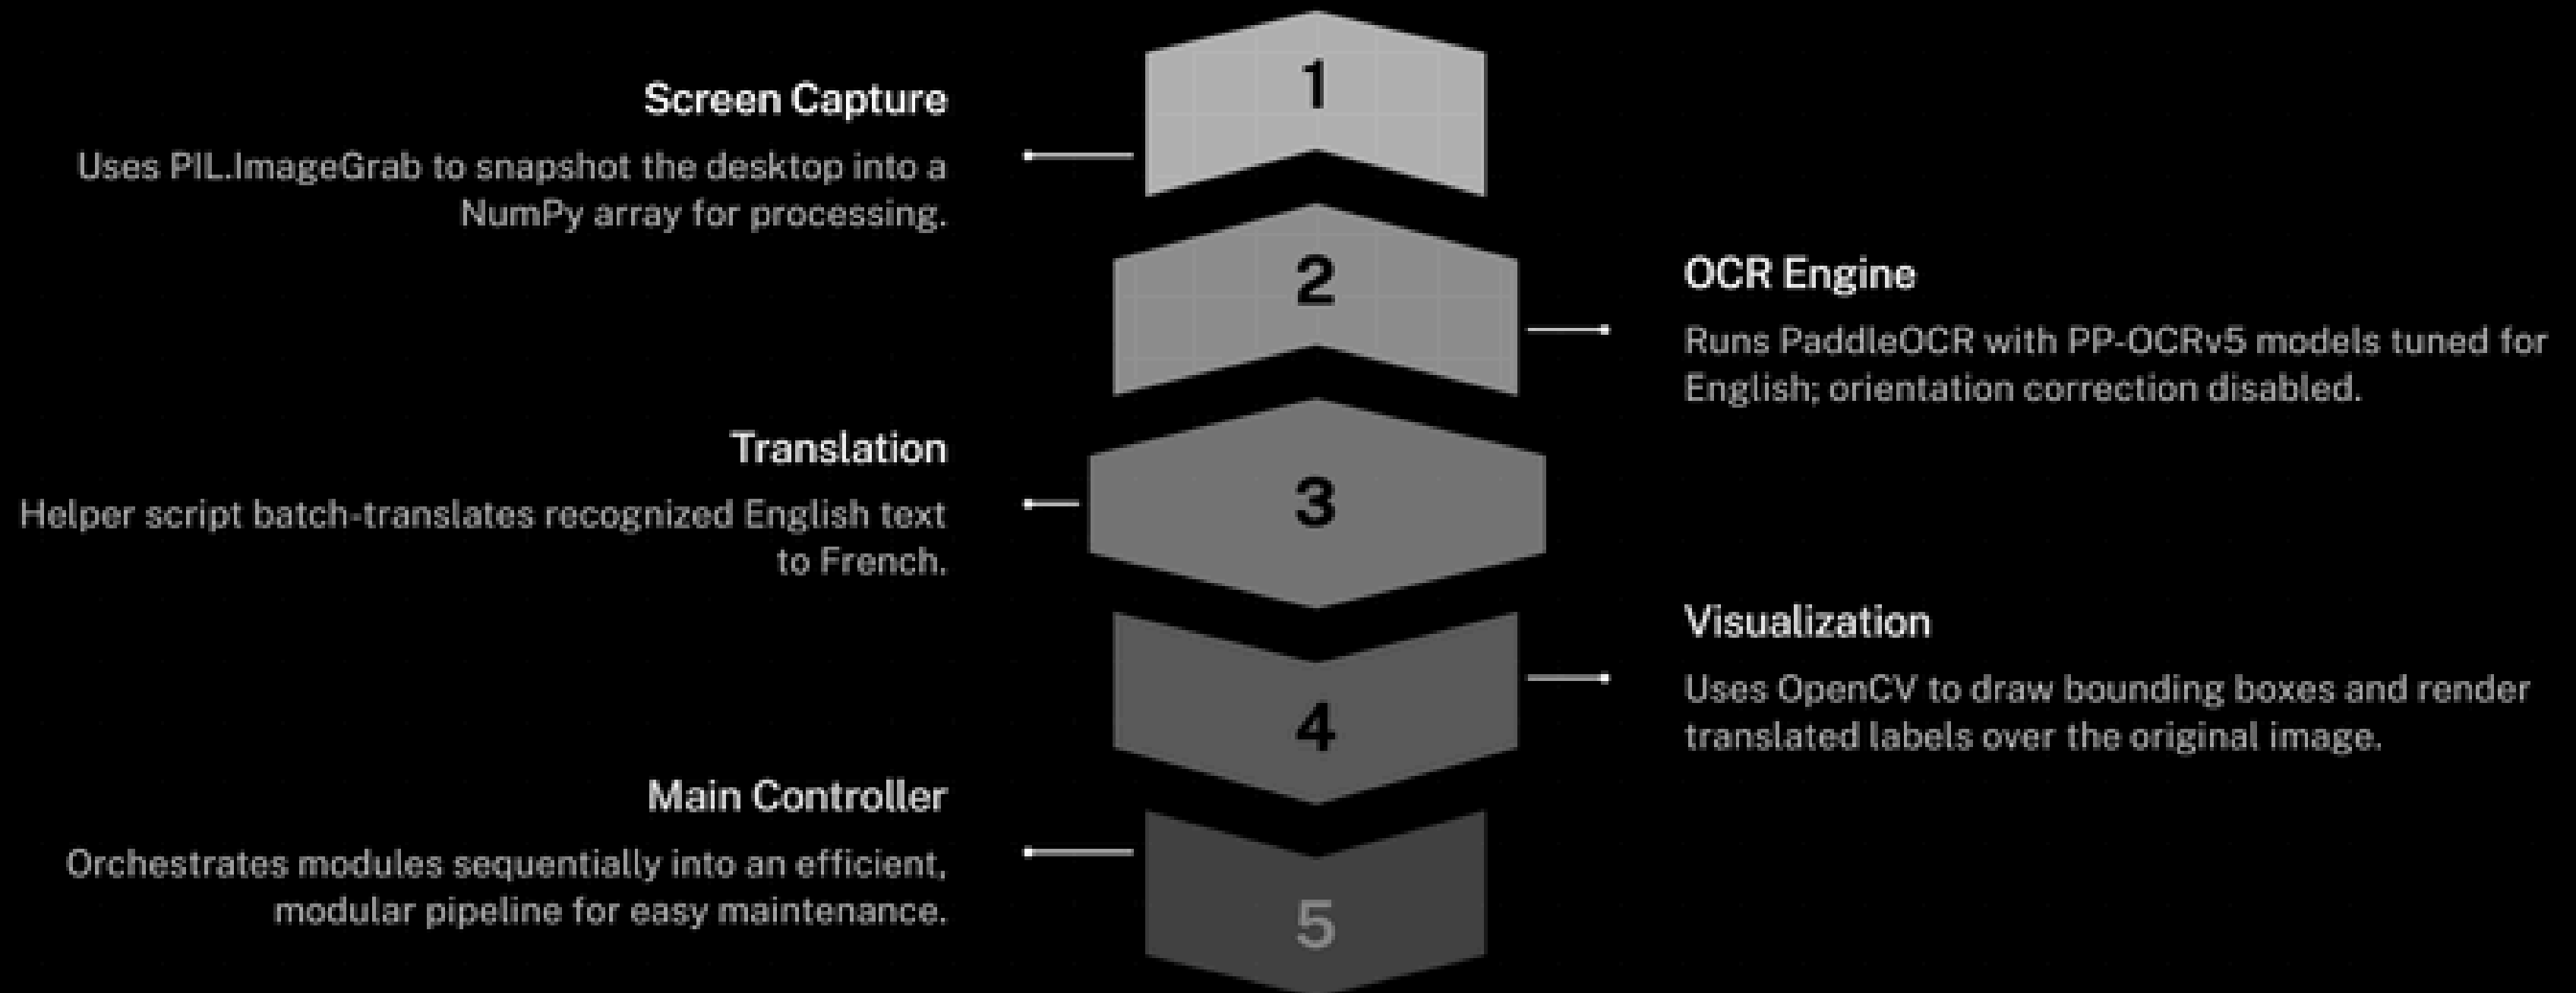 1
Screen Capture
Uses PIL.ImageGrab to snapshot the desktop into a
NumPy array for processing.
2
OCR Engine
Runs PaddleOCR with PP-OCRv5 models tuned for
English; orientation correction disabled.
3
Translation
Helper script batch-translates recognized English text
to French.
4
Visualization
Uses OpenCV to draw bounding boxes and render
translated labels over the original image.
5
Main Controller
Orchestrates modules sequentially into an efficient,
modular pipeline for easy maintenance.